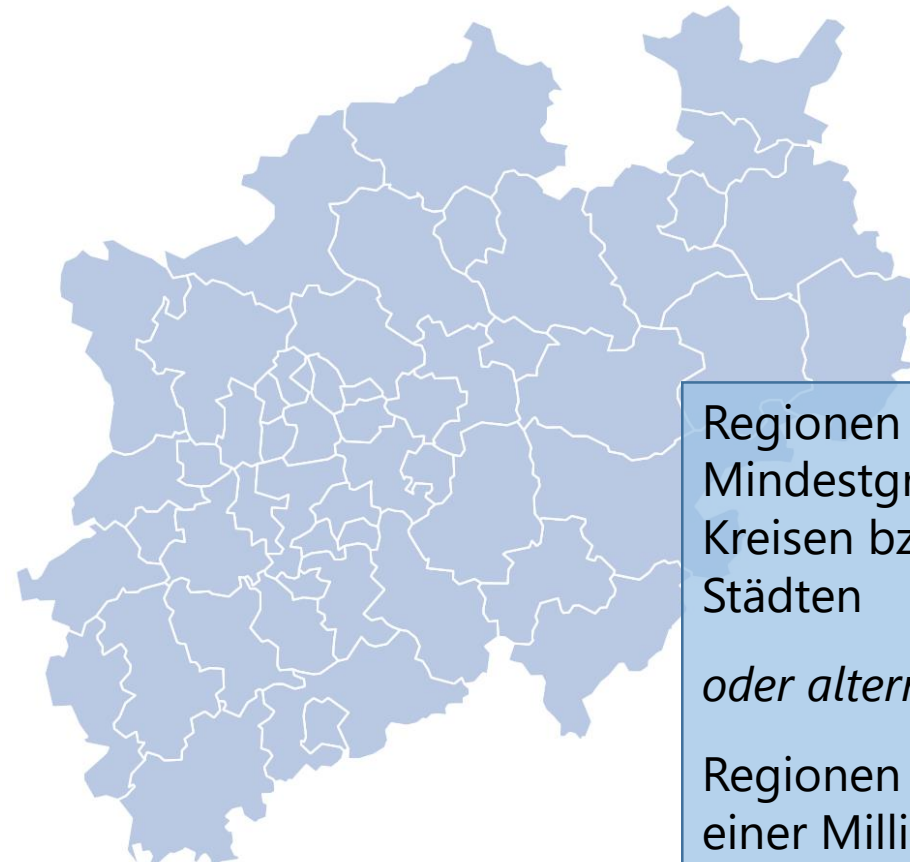 Regionen
Mindestgr
Kreisen bz
Städten
oder altern
Regionen
einer Milli